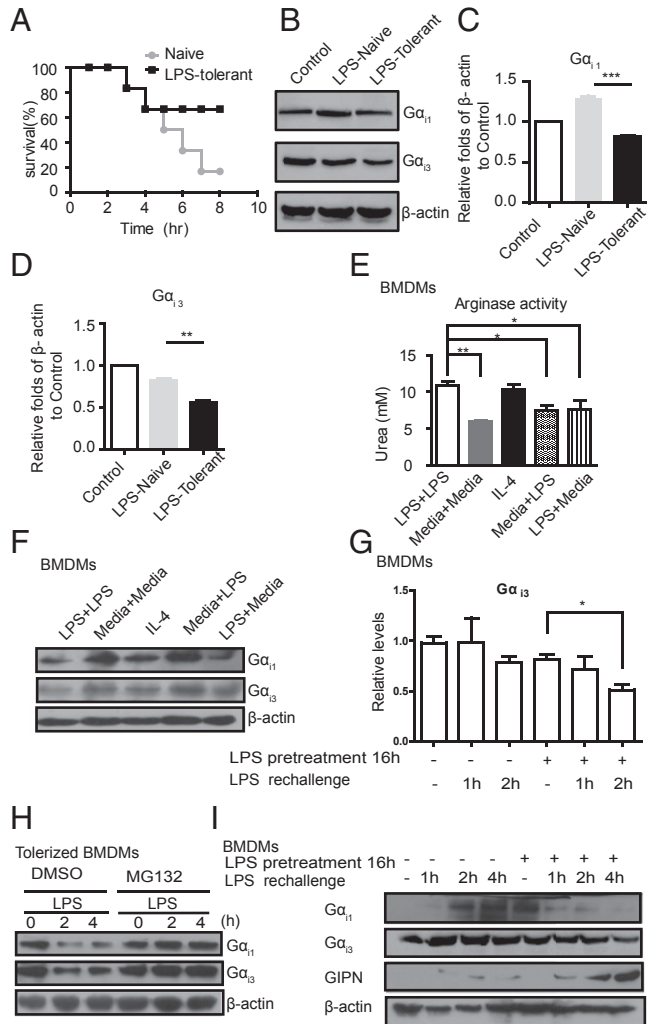 A
Naive
LPS-tolerant
survival(%)
100
80
60
40
20
0
0 2 4 6 8 10
Time (hr)
B
Control
LPS-Naive
LPS-Tolerant
Gαi1
Gαi3
β-actin
C
Gαi 1
Relative folds of β- actin
to Control
1.5
1.0
0.5
0.0
***
Control
LPS-Naive
LPS-Tolerant
D
Gαi 3
Relative folds of β- actin
to Control
1.5
1.0
0.5
0.0
**
Control
LPS-Naive
LPS-Tolerant
E
BMDMs
Arginase activity
*
*
**
Urea (mM)
15
10
5
0
LPS+LPS
Media+Media
IL-4
Media+LPS
LPS+Media
F
BMDMs
LPS+LPS
Media+Media
IL-4
Media+LPS
LPS+Media
Gαi1
Gαi3
β-actin
G
BMDMs
Gαi3
Relative levels
1.5
1.0
0.5
0.0
*
LPS pretreatment 16h - - - + + +
LPS rechallenge - 1h 2h - 1h 2h
H
Tolerized BMDMs
DMSO MG132
LPS LPS
0 2 4 0 2 4 (h)
Gαi1
Gαi3
β-actin
I
BMDMs
LPS pretreatment 16h - - - - + + + +
LPS rechallenge - 1h 2h 4h - 1h 2h 4h
Gαi1
Gαi3
GIPN
β-actin